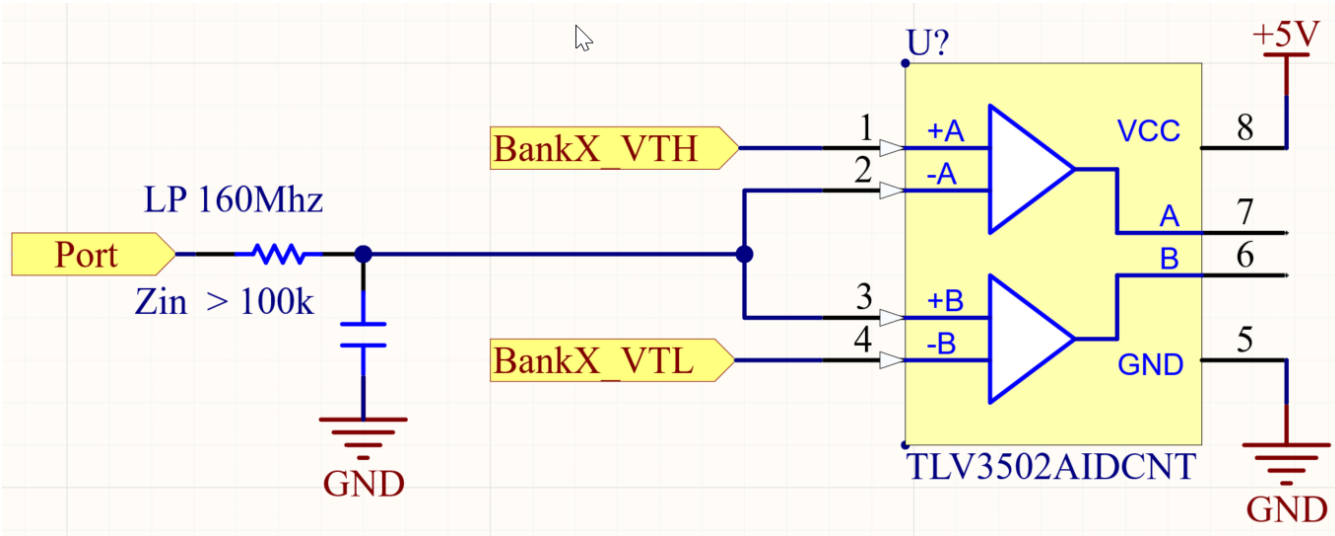 U?
+5V
BankX_VTH
1
+A
VCC
8
2
-A
LP 160Mhz
A
7
Port
B
6
Zin > 100k
3
+B
BankX_VTL
4
-B
GND
5
TLV3502AIDCNT
GND
GND